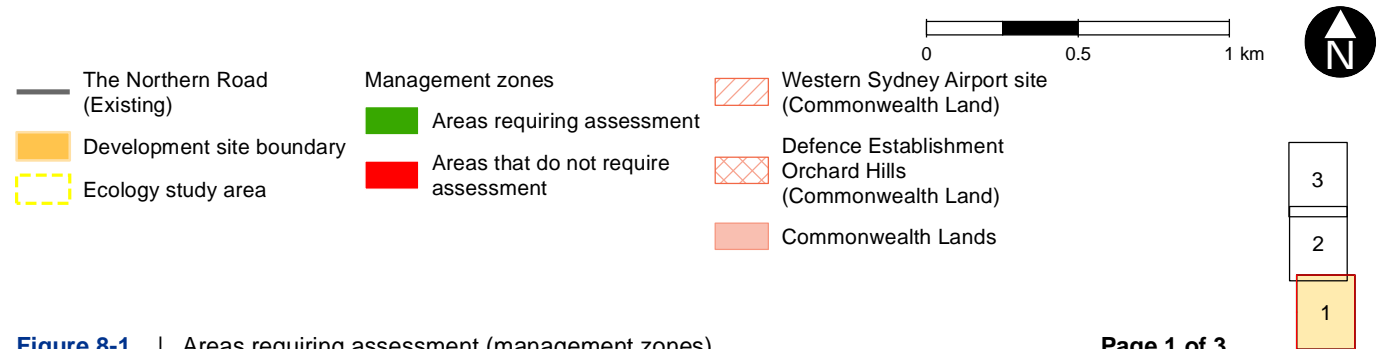 0 0.5 1 km
N
The Northern Road
(Existing)
Development site boundary
Ecology study area
Management zones
Areas requiring assessment
Areas that do not require
assessment
Western Sydney Airport site
(Commonwealth Land)
Defence Establishment
Orchard Hills
(Commonwealth Land)
Commonwealth Lands
3
2
1
Figure 8-1 | Areas requiring assessment (management zones) Page 1 of 3